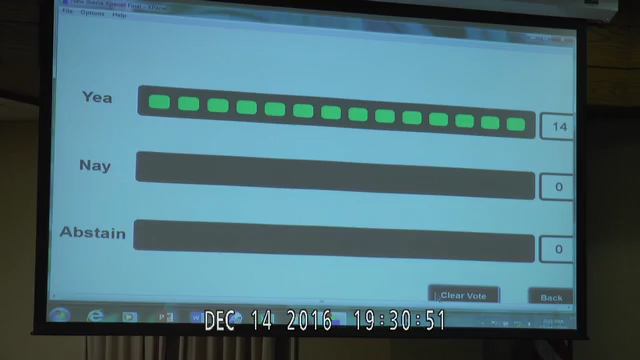 File Options Help
Yea
14
Nay
0
Abstain
0
Clear Vote
Back
DEC 14 2016 19:30:51